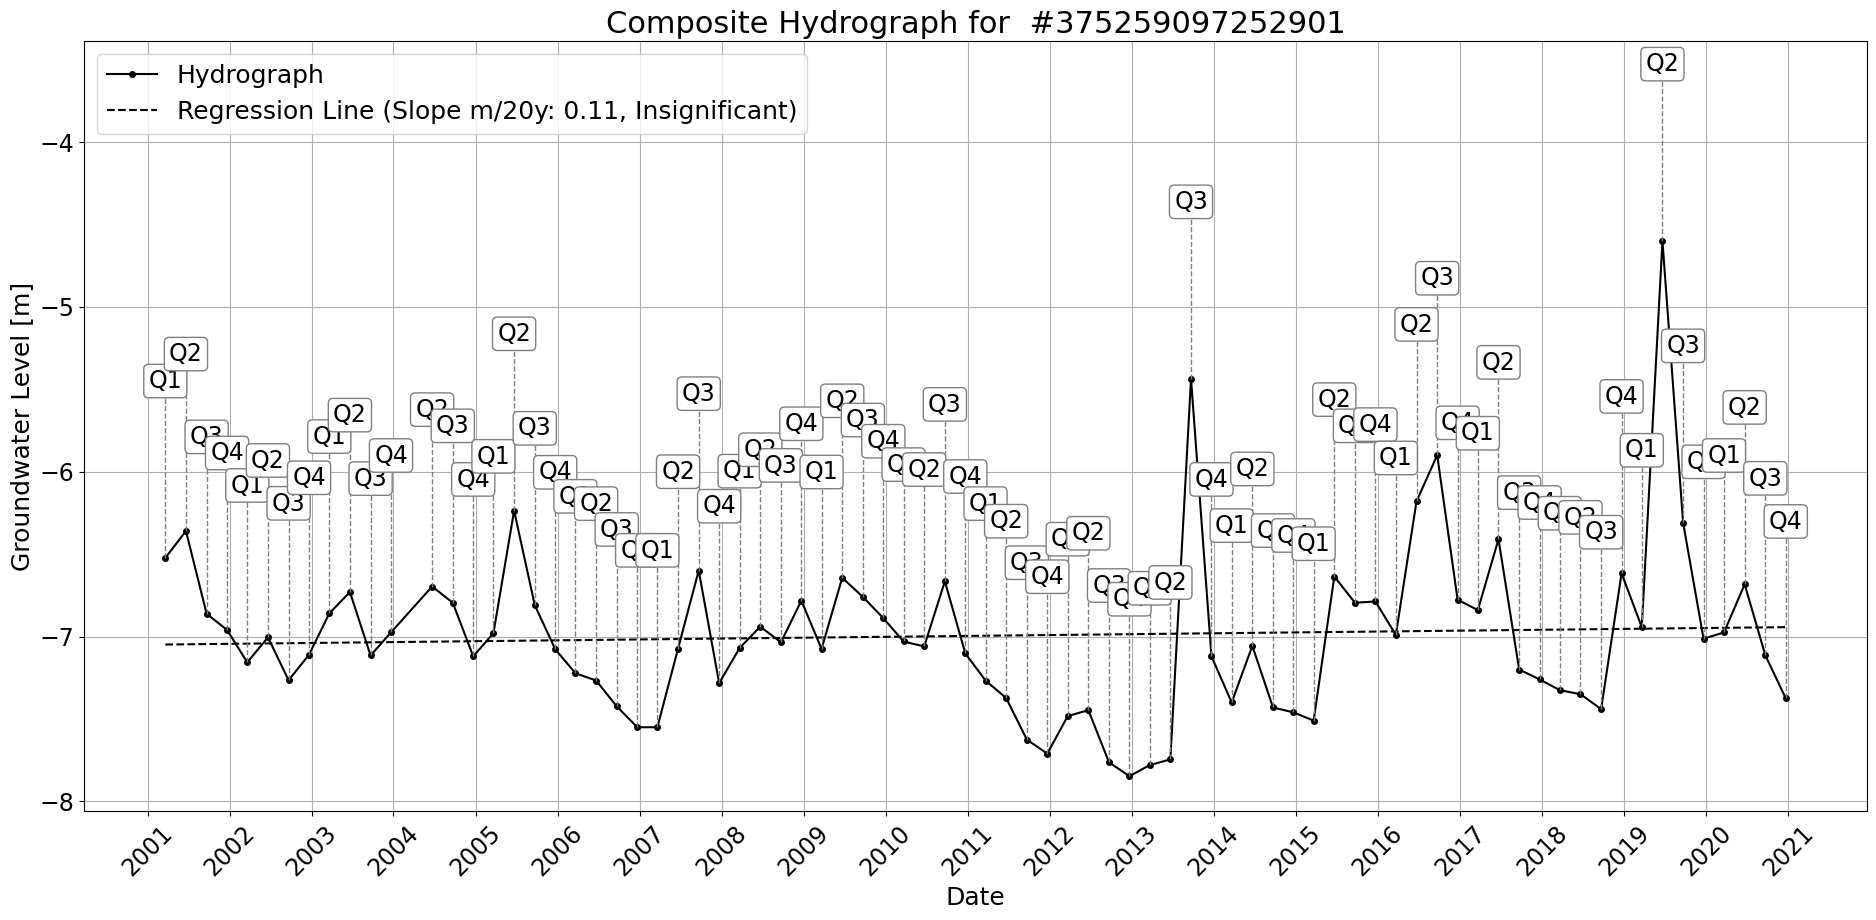 Composite Hydrograph for  #375259097252901
Hydrograph
Regression Line (Slope m/20y: 0.11, Insignificant)
Groundwater Level [m]
−4
−5
−6
−7
−8
Q1
Q2
Q3
Q4
Q1
Q2
Q3
Q4
Q1
Q2
Q3
Q4
Q2
Q3
Q4
Q1
Q2
Q3
Q4
Q2
Q3
Q1
Q2
Q3
Q4
Q1
Q2
Q3
Q4
Q1
Q2
Q3
Q4
Q2
Q3
Q4
Q1
Q2
Q3
Q4
Q2
Q3
Q2
Q3
Q4
Q1
Q2
Q1
Q2
Q4
Q1
Q2
Q3
Q4
Q1
Q2
Q3
Q4
Q1
Q2
Q3
Q1
Q2
Q3
Q4
2001
2002
2003
2004
2005
2006
2007
2008
2009
2010
2011
2012
2013
2014
2015
2016
2017
2018
2019
2020
2021
Date